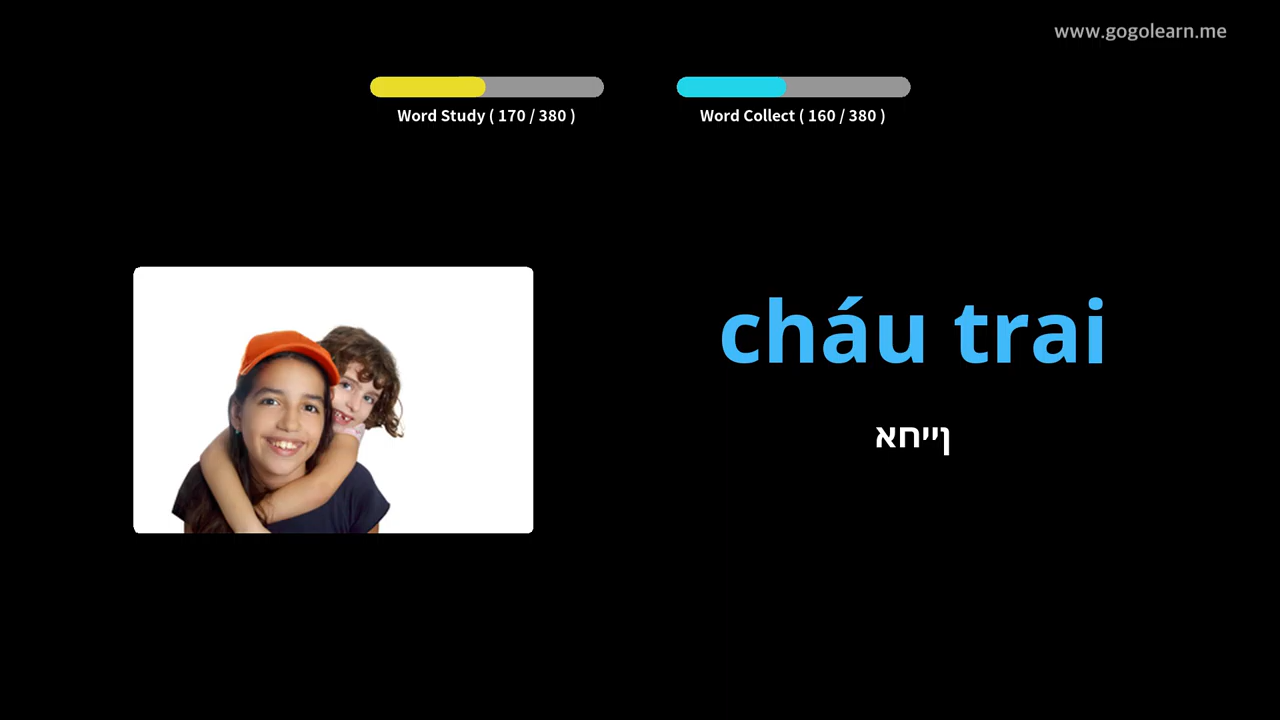 www.gogolearn.me
Word Study ( 170 / 380 )
Word Collect ( 160 / 380 )
cháu trai
אחיין